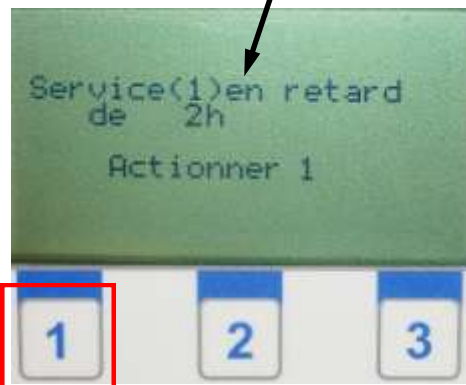 Service(1)en retard
de 2h
Actionner 1
1 2 3